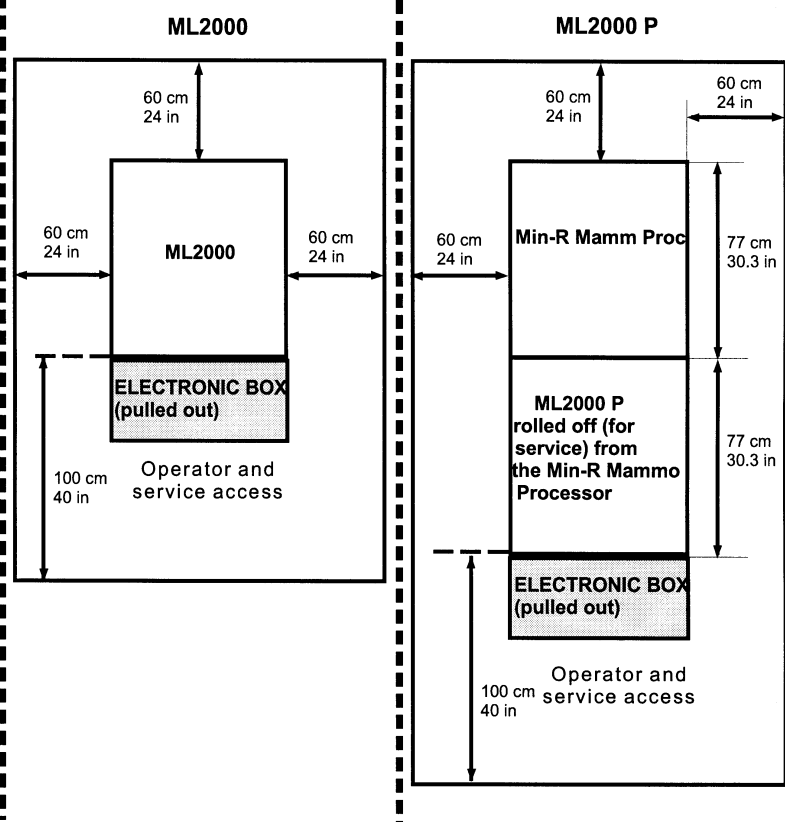 ML2000
60 cm
24 in
60 cm
24 in
ML2000
60 cm
24 in
ELECTRONIC BOX
(pulled out)
100 cm
40 in
Operator and
service access
ML2000 P
60 cm
24 in
60 cm
24 in
60 cm
24 in
Min-R Mamm Proc
77 cm
30.3 in
ML2000 P
rolled off (for
service) from
the Min-R Mammo
Processor
77 cm
30.3 in
ELECTRONIC BOX
(pulled out)
100 cm
40 in
Operator and
service access